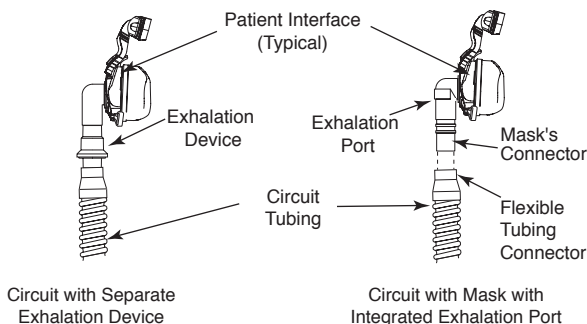 Patient Interface
(Typical)
Exhalation
Device
Exhalation
Port
Mask's
Connector
Circuit
Tubing
Flexible
Tubing
Connector
Circuit with Separate
Exhalation Device
Circuit with Mask with
Integrated Exhalation Port